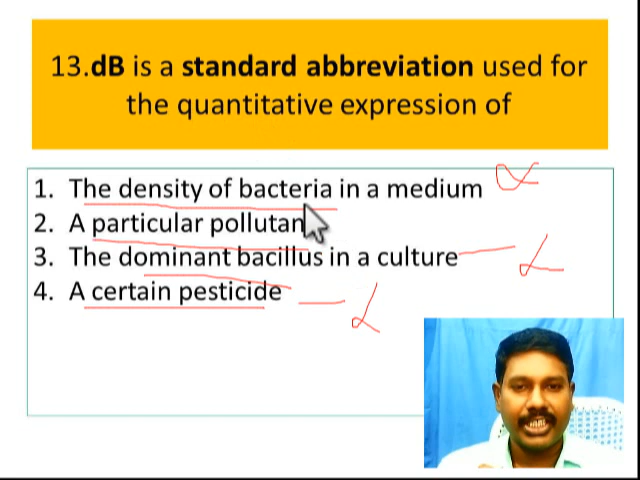 13.dB is a standard abbreviation used for
the quantitative expression of
1. The density of bacteria in a medium
2. A particular pollutan
3. The dominant bacillus in a culture
4. A certain pesticide